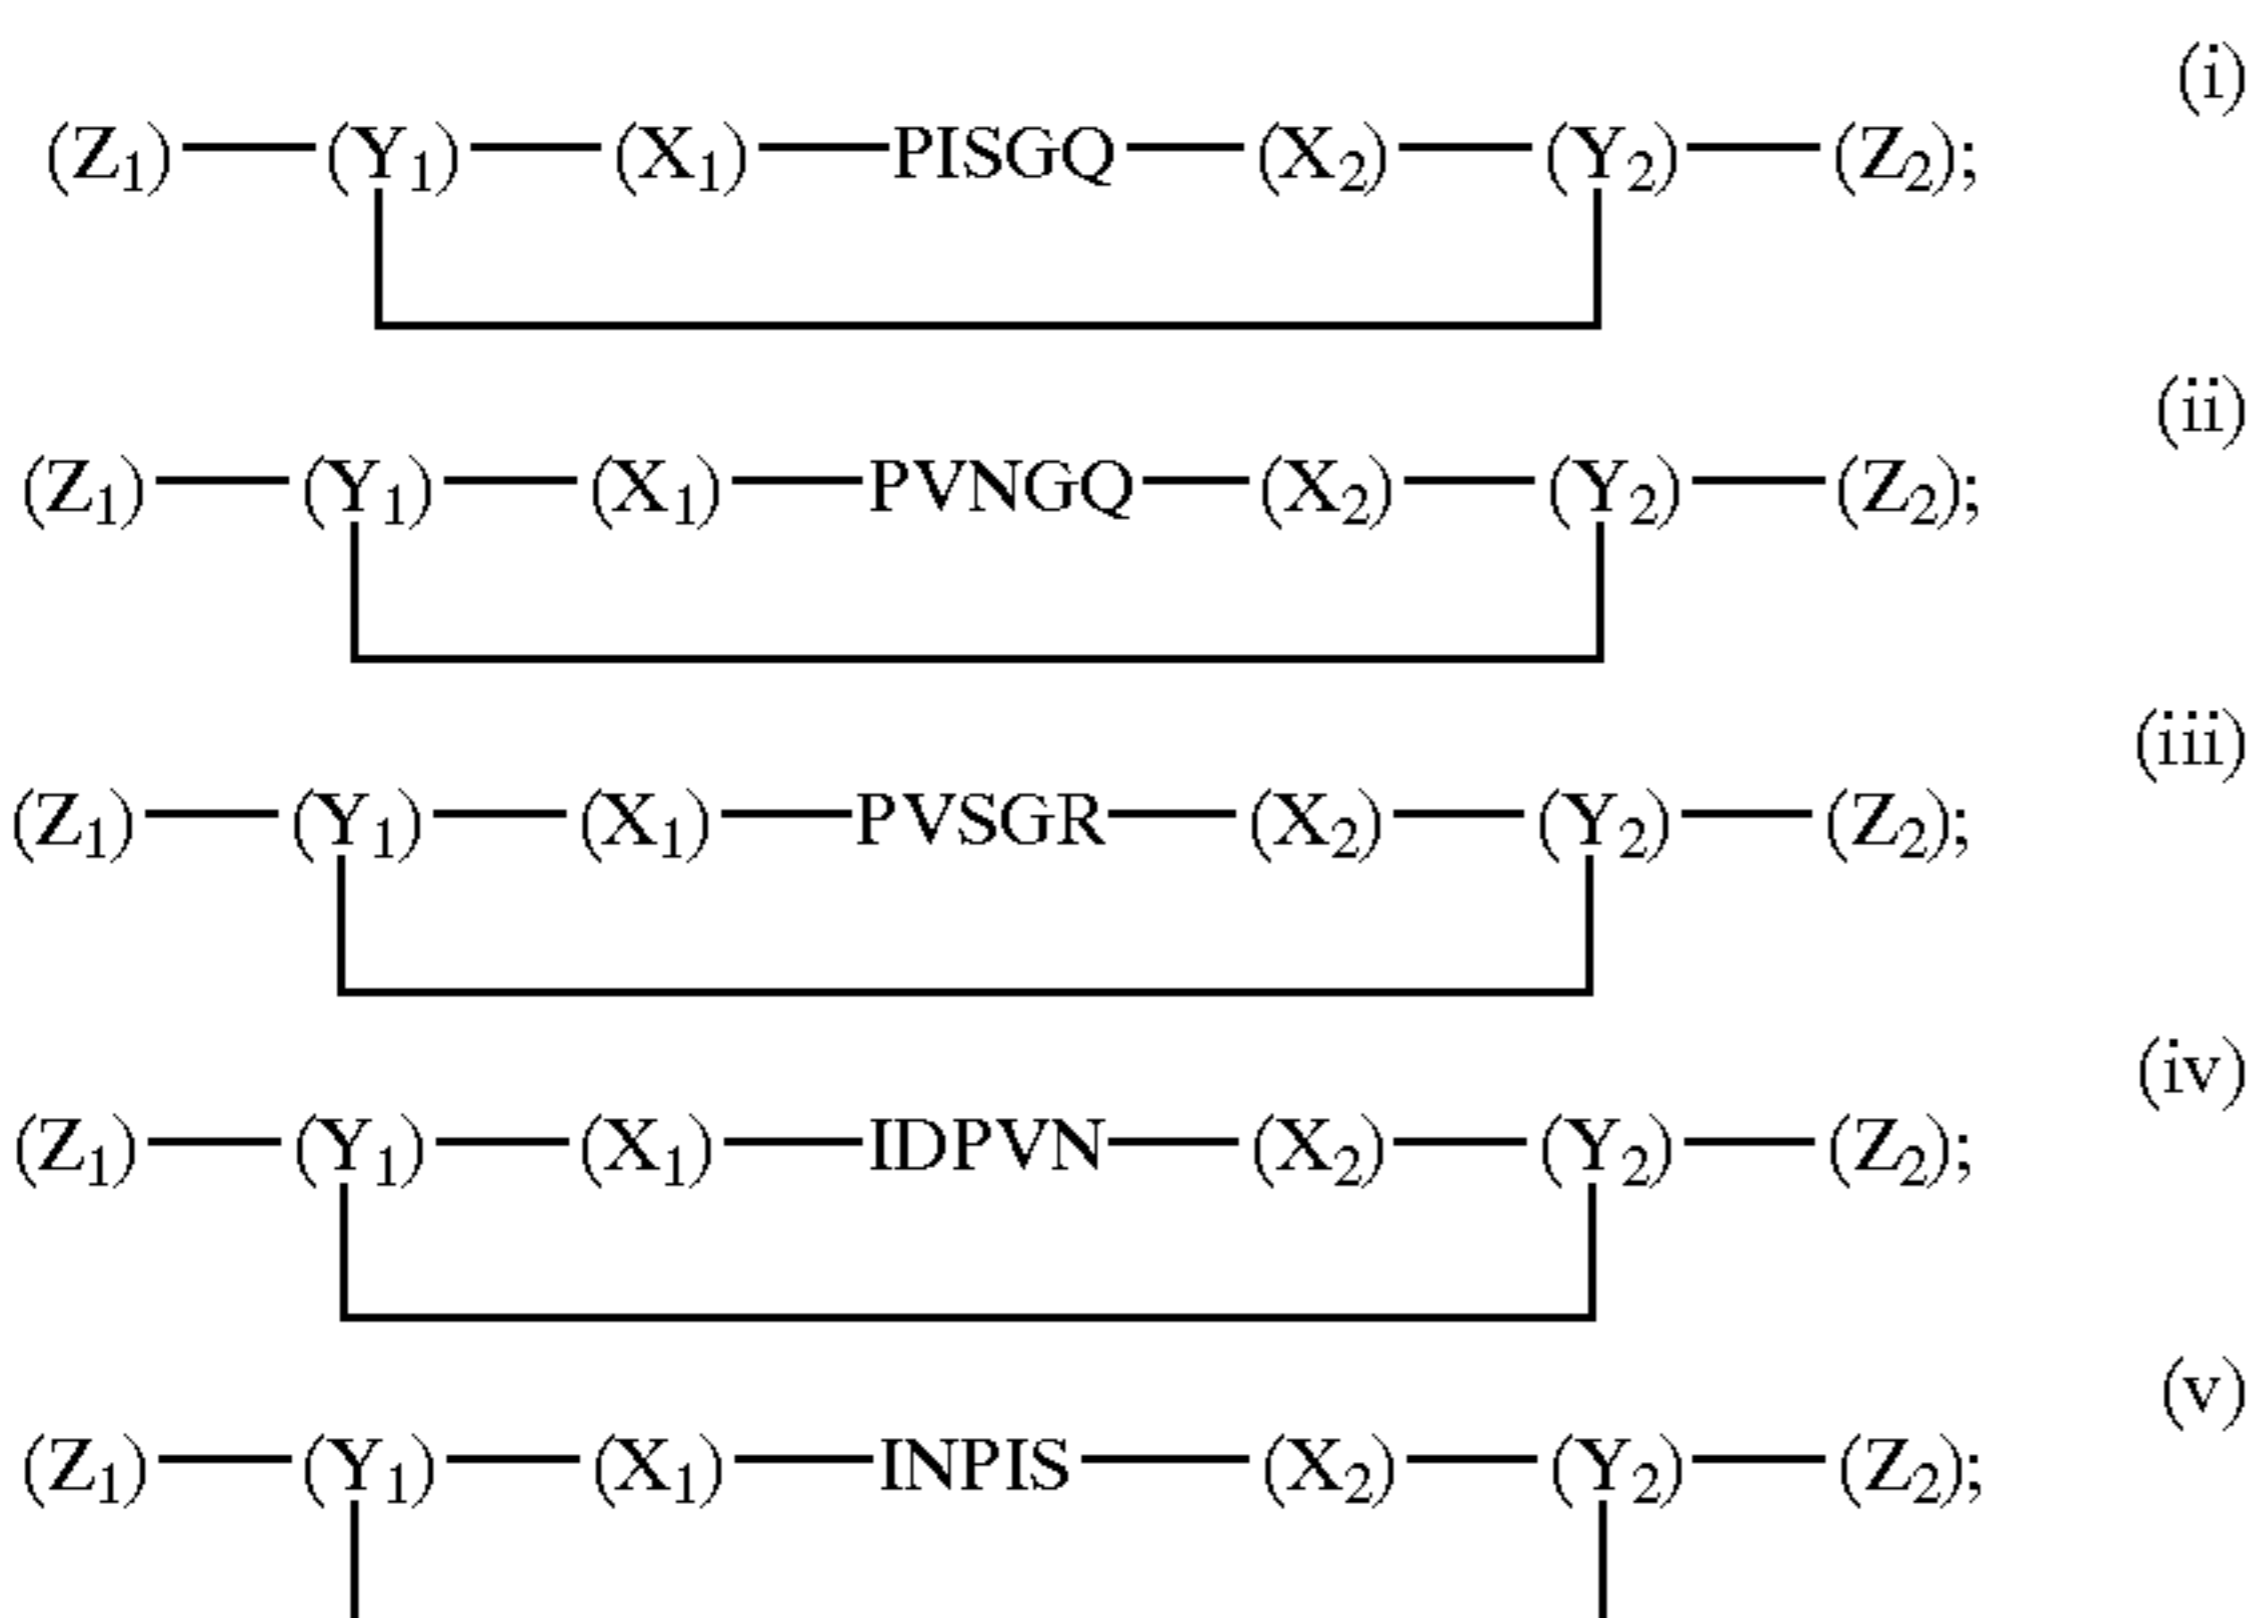 (i)
(Z₁)—(Y₁)—(X₁)—PISGQ—(X₂)—(Y₂)—(Z₂);
(ii)
(Z₁)—(Y₁)—(X₁)—PVNGQ—(X₂)—(Y₂)—(Z₂);
(iii)
(Z₁)—(Y₁)—(X₁)—PVSGR—(X₂)—(Y₂)—(Z₂);
(iv)
(Z₁)—(Y₁)—(X₁)—IDPVN—(X₂)—(Y₂)—(Z₂);
(v)
(Z₁)—(Y₁)—(X₁)—INPIS—(X₂)—(Y₂)—(Z₂);